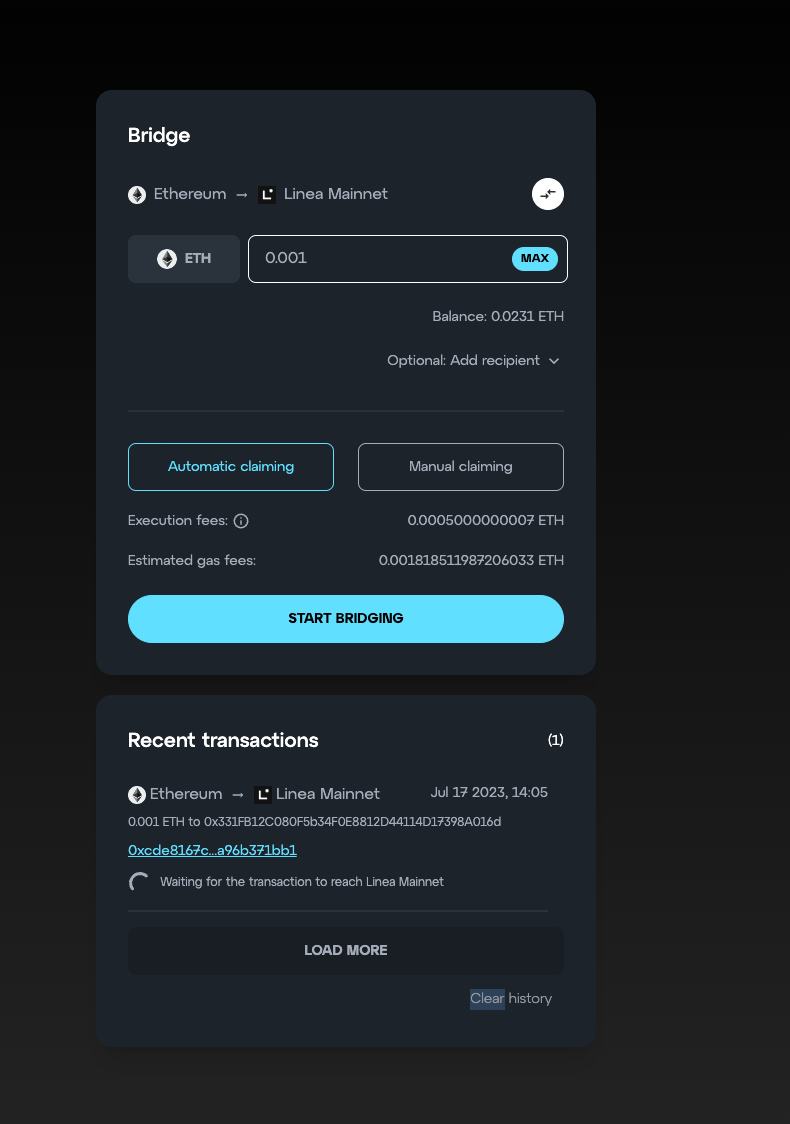 Bridge
Ethereum → Linea Mainnet
ETH 0.001 MAX
Balance: 0.0231 ETH
Optional: Add recipient
Automatic claiming Manual claiming
Execution fees: 0.0005000000007 ETH
Estimated gas fees: 0.001818511987206033 ETH
START BRIDGING
Recent transactions (1)
Ethereum → Linea Mainnet Jul 17 2023, 14:05
0.001 ETH to 0x331FB12C080F5b34F0E8812D44114D17398A016d
0xcde8167c...a96b371bb1
Waiting for the transaction to reach Linea Mainnet
LOAD MORE
Clear history